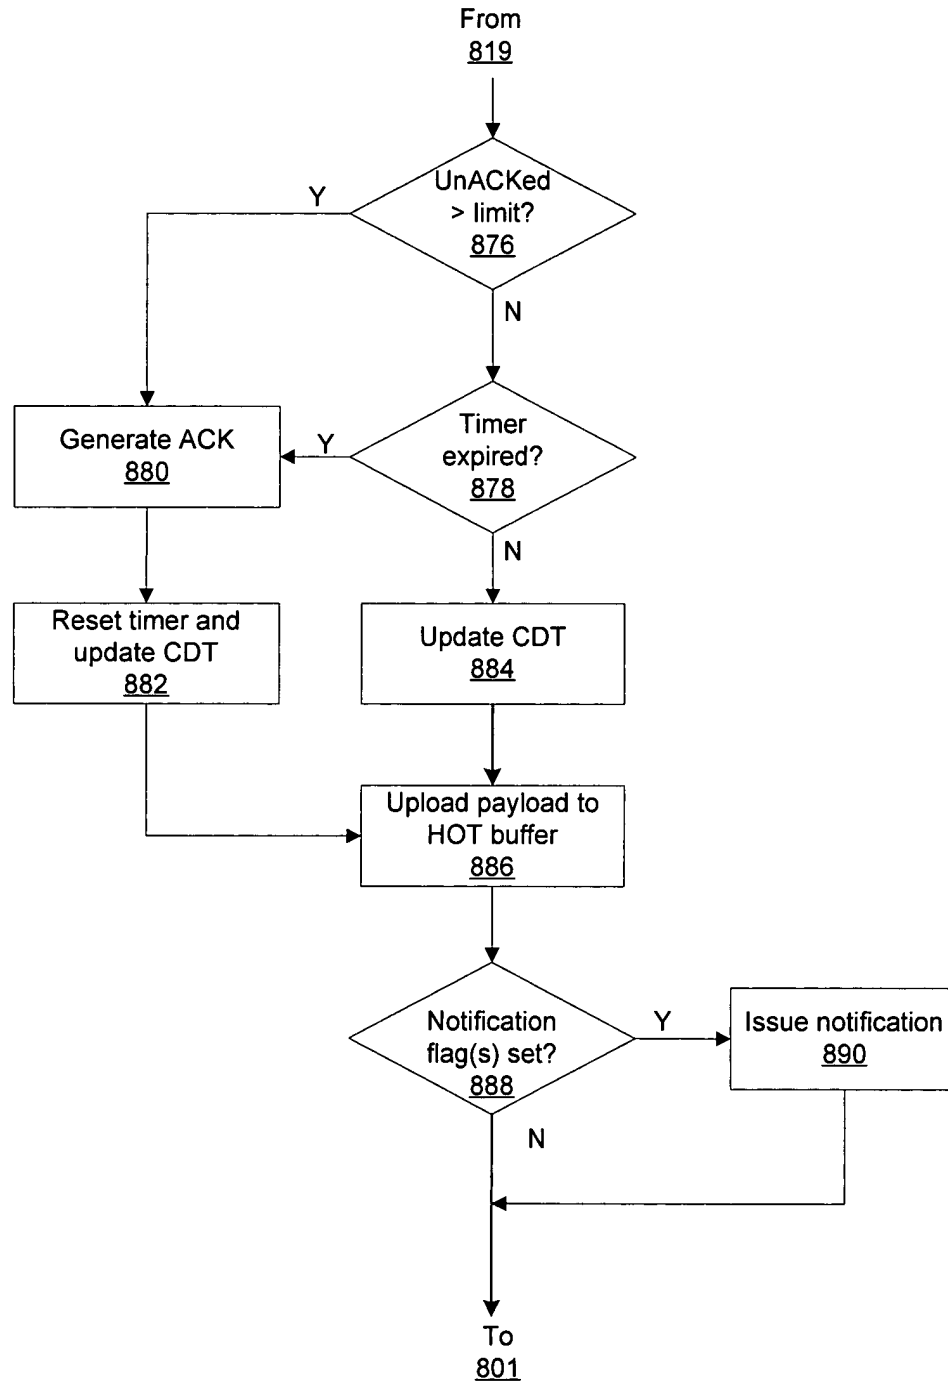 From
819
UnACKed
> limit?
876
Y
N
Timer
expired?
878
Y
Generate ACK
880
N
Reset timer and
update CDT
882
Update CDT
884
Upload payload to
HOT buffer
886
Notification
flag(s) set?
888
Y
Issue notification
890
N
To
801